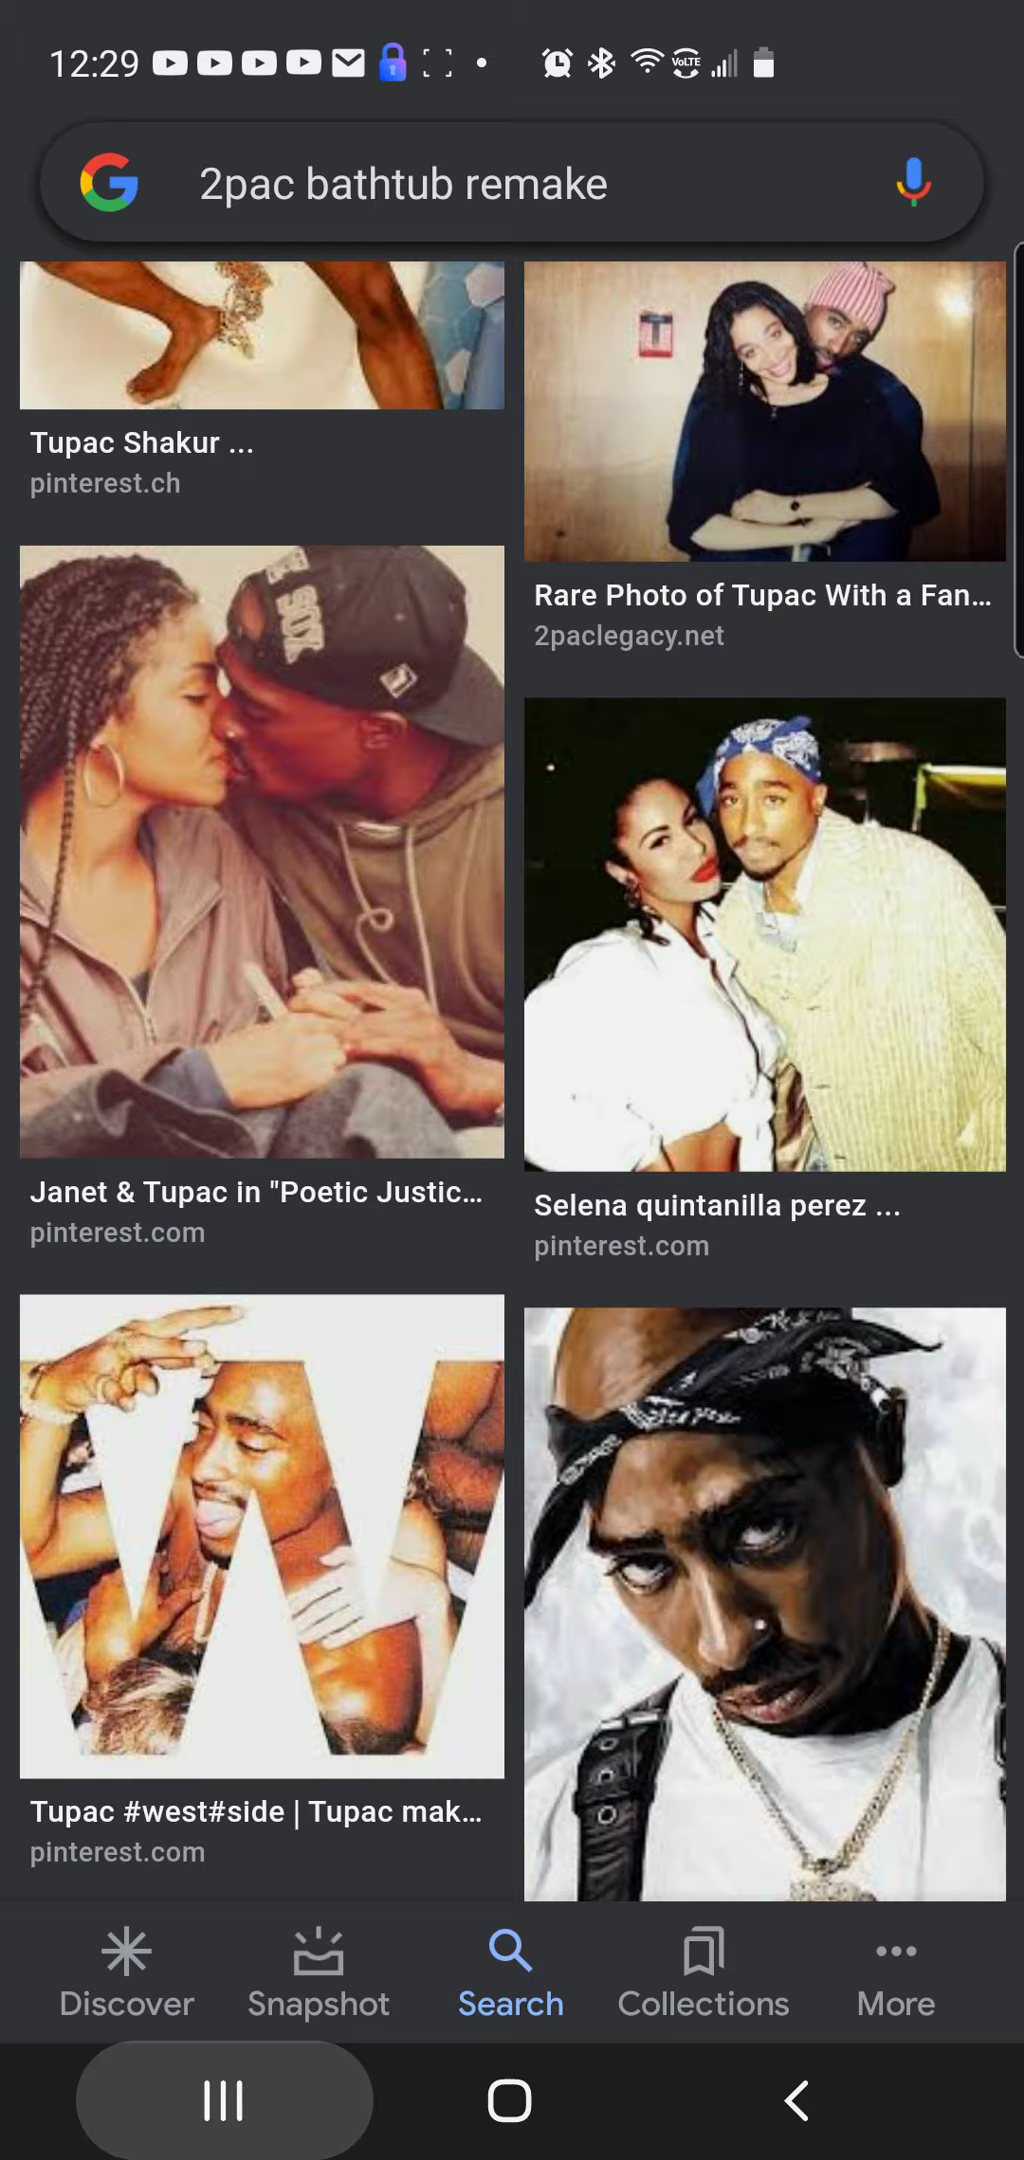 12:29
VoLTE
2pac bathtub remake
Tupac Shakur ...
pinterest.ch
Rare Photo of Tupac With a Fan...
2paclegacy.net
Janet & Tupac in "Poetic Justic...
pinterest.com
Selena quintanilla perez ...
pinterest.com
W
Tupac #west#side | Tupac mak...
pinterest.com
Discover
Snapshot
Search
Collections
More